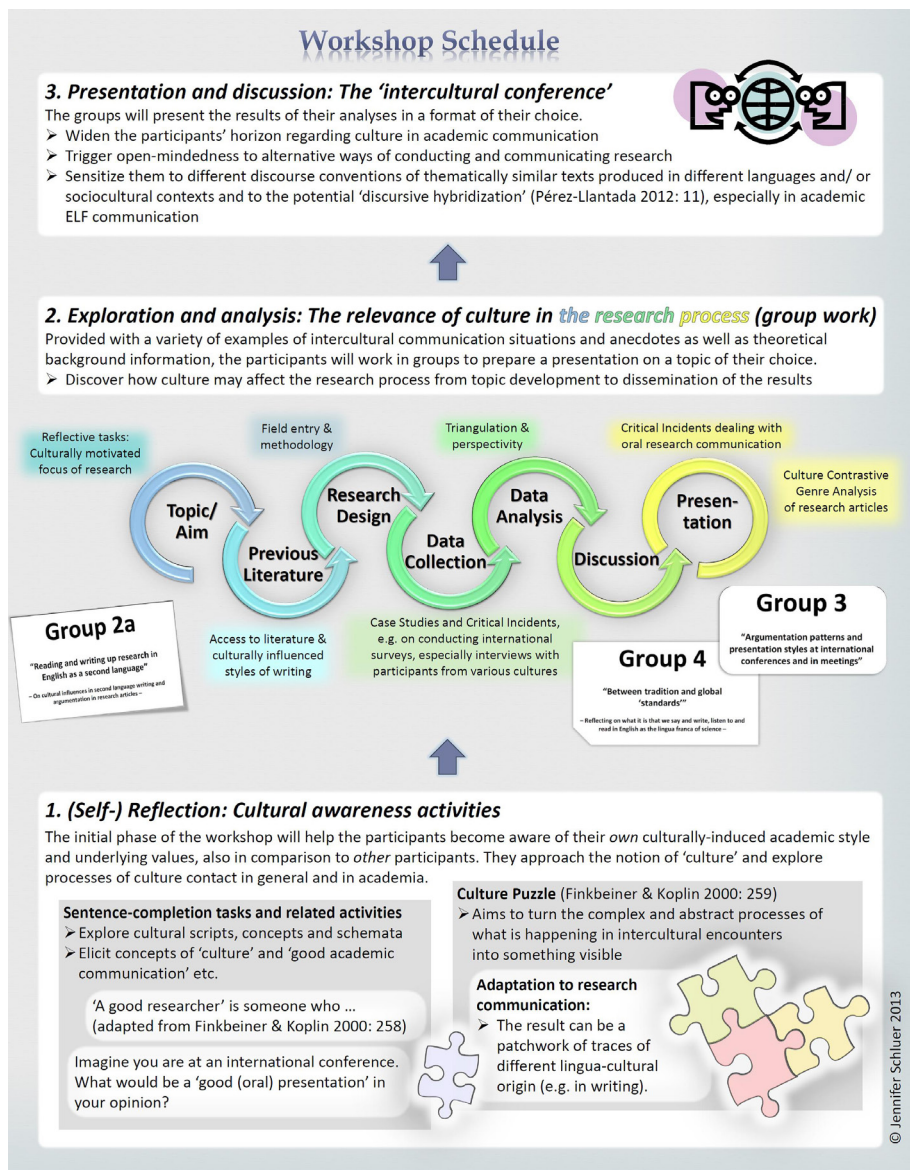 Workshop Schedule
3. Presentation and discussion: The ‘intercultural conference’
The groups will present the results of their analyses in a format of their choice.
➢ Widen the participants’ horizon regarding culture in academic communication
➢ Trigger open-mindedness to alternative ways of conducting and communicating research
➢ Sensitize them to different discourse conventions of thematically similar texts produced in different languages and/ or
sociocultural contexts and to the potential ‘discursive hybridization’ (Pérez-Llantada 2012: 11), especially in academic
ELF communication
2. Exploration and analysis: The relevance of culture in the research process (group work)
Provided with a variety of examples of intercultural communication situations and anecdotes as well as theoretical
background information, the participants will work in groups to prepare a presentation on a topic of their choice.
➢ Discover how culture may affect the research process from topic development to dissemination of the results
Reflective tasks:
Culturally motivated
focus of research
Field entry &
methodology
Triangulation &
perspectivity
Critical Incidents dealing with
oral research communication
Culture Contrastive
Genre Analysis
of research articles
Topic/
Aim
Previous
Literature
Research
Design
Data
Collection
Data
Analysis
Discussion
Presen-
tation
Access to literature &
culturally influenced
styles of writing
Case Studies and Critical Incidents,
e.g. on conducting international
surveys, especially interviews with
participants from various cultures
Group 2a
“Reading and writing up research in
English as a second language”
– On cultural influences in second language writing and
argumentation in research articles –
Group 4
“Between tradition and global
‘standards’”
– Reflecting on what it is that we say and write, listen to and
read in English as the lingua franca of science –
Group 3
“Argumentation patterns and
presentation styles at international
conferences and in meetings”
1. (Self-) Reflection: Cultural awareness activities
The initial phase of the workshop will help the participants become aware of their own culturally-induced academic style
and underlying values, also in comparison to other participants. They approach the notion of ‘culture’ and explore
processes of culture contact in general and in academia.
Sentence-completion tasks and related activities
➢ Explore cultural scripts, concepts and schemata
➢ Elicit concepts of ‘culture’ and ‘good academic
communication’ etc.
‘A good researcher’ is someone who ...
(adapted from Finkbeiner & Koplin 2000: 258)
Imagine you are at an international conference.
What would be a ‘good (oral) presentation’ in
your opinion?
Culture Puzzle (Finkbeiner & Koplin 2000: 259)
➢ Aims to turn the complex and abstract processes of
what is happening in intercultural encounters
into something visible
Adaptation to research
communication:
➢ The result can be a
patchwork of traces of
different lingua-cultural
origin (e.g. in writing).
© Jennifer Schluer 2013